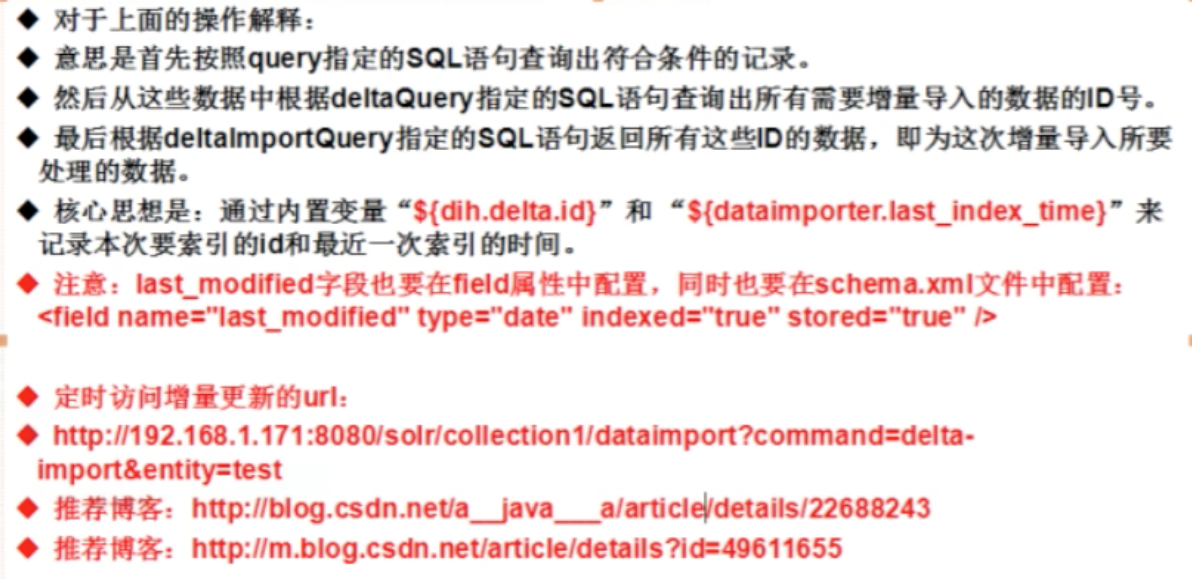 ◆ 对于上面的操作解释：
◆ 意思是首先按照query指定的SQL语句查询出符合条件的记录。
◆ 然后从这些数据中根据deltaQuery指定的SQL语句查询出所有需要增量导入的数据的ID号。
◆ 最后根据deltaImportQuery指定的SQL语句返回所有这些ID的数据，即为这次增量导入所要
处理的数据。
◆ 核心思想是：通过内置变量“${dih.delta.id}”和 “${dataimporter.last_index_time}”来
记录本次要索引的id和最近一次索引的时间。
◆ 注意：last_modified字段也要在field属性中配置，同时也要在schema.xml文件中配置：
<field name="last_modified" type="date" indexed="true" stored="true" />
◆ 定时访问增量更新的url：
◆ http://192.168.1.171:8080/solr/collection1/dataimport?command=delta-
import&entity=test
◆ 推荐博客：http://blog.csdn.net/a__java___a/article/details/22688243
◆ 推荐博客：http://m.blog.csdn.net/article/details?id=49611655